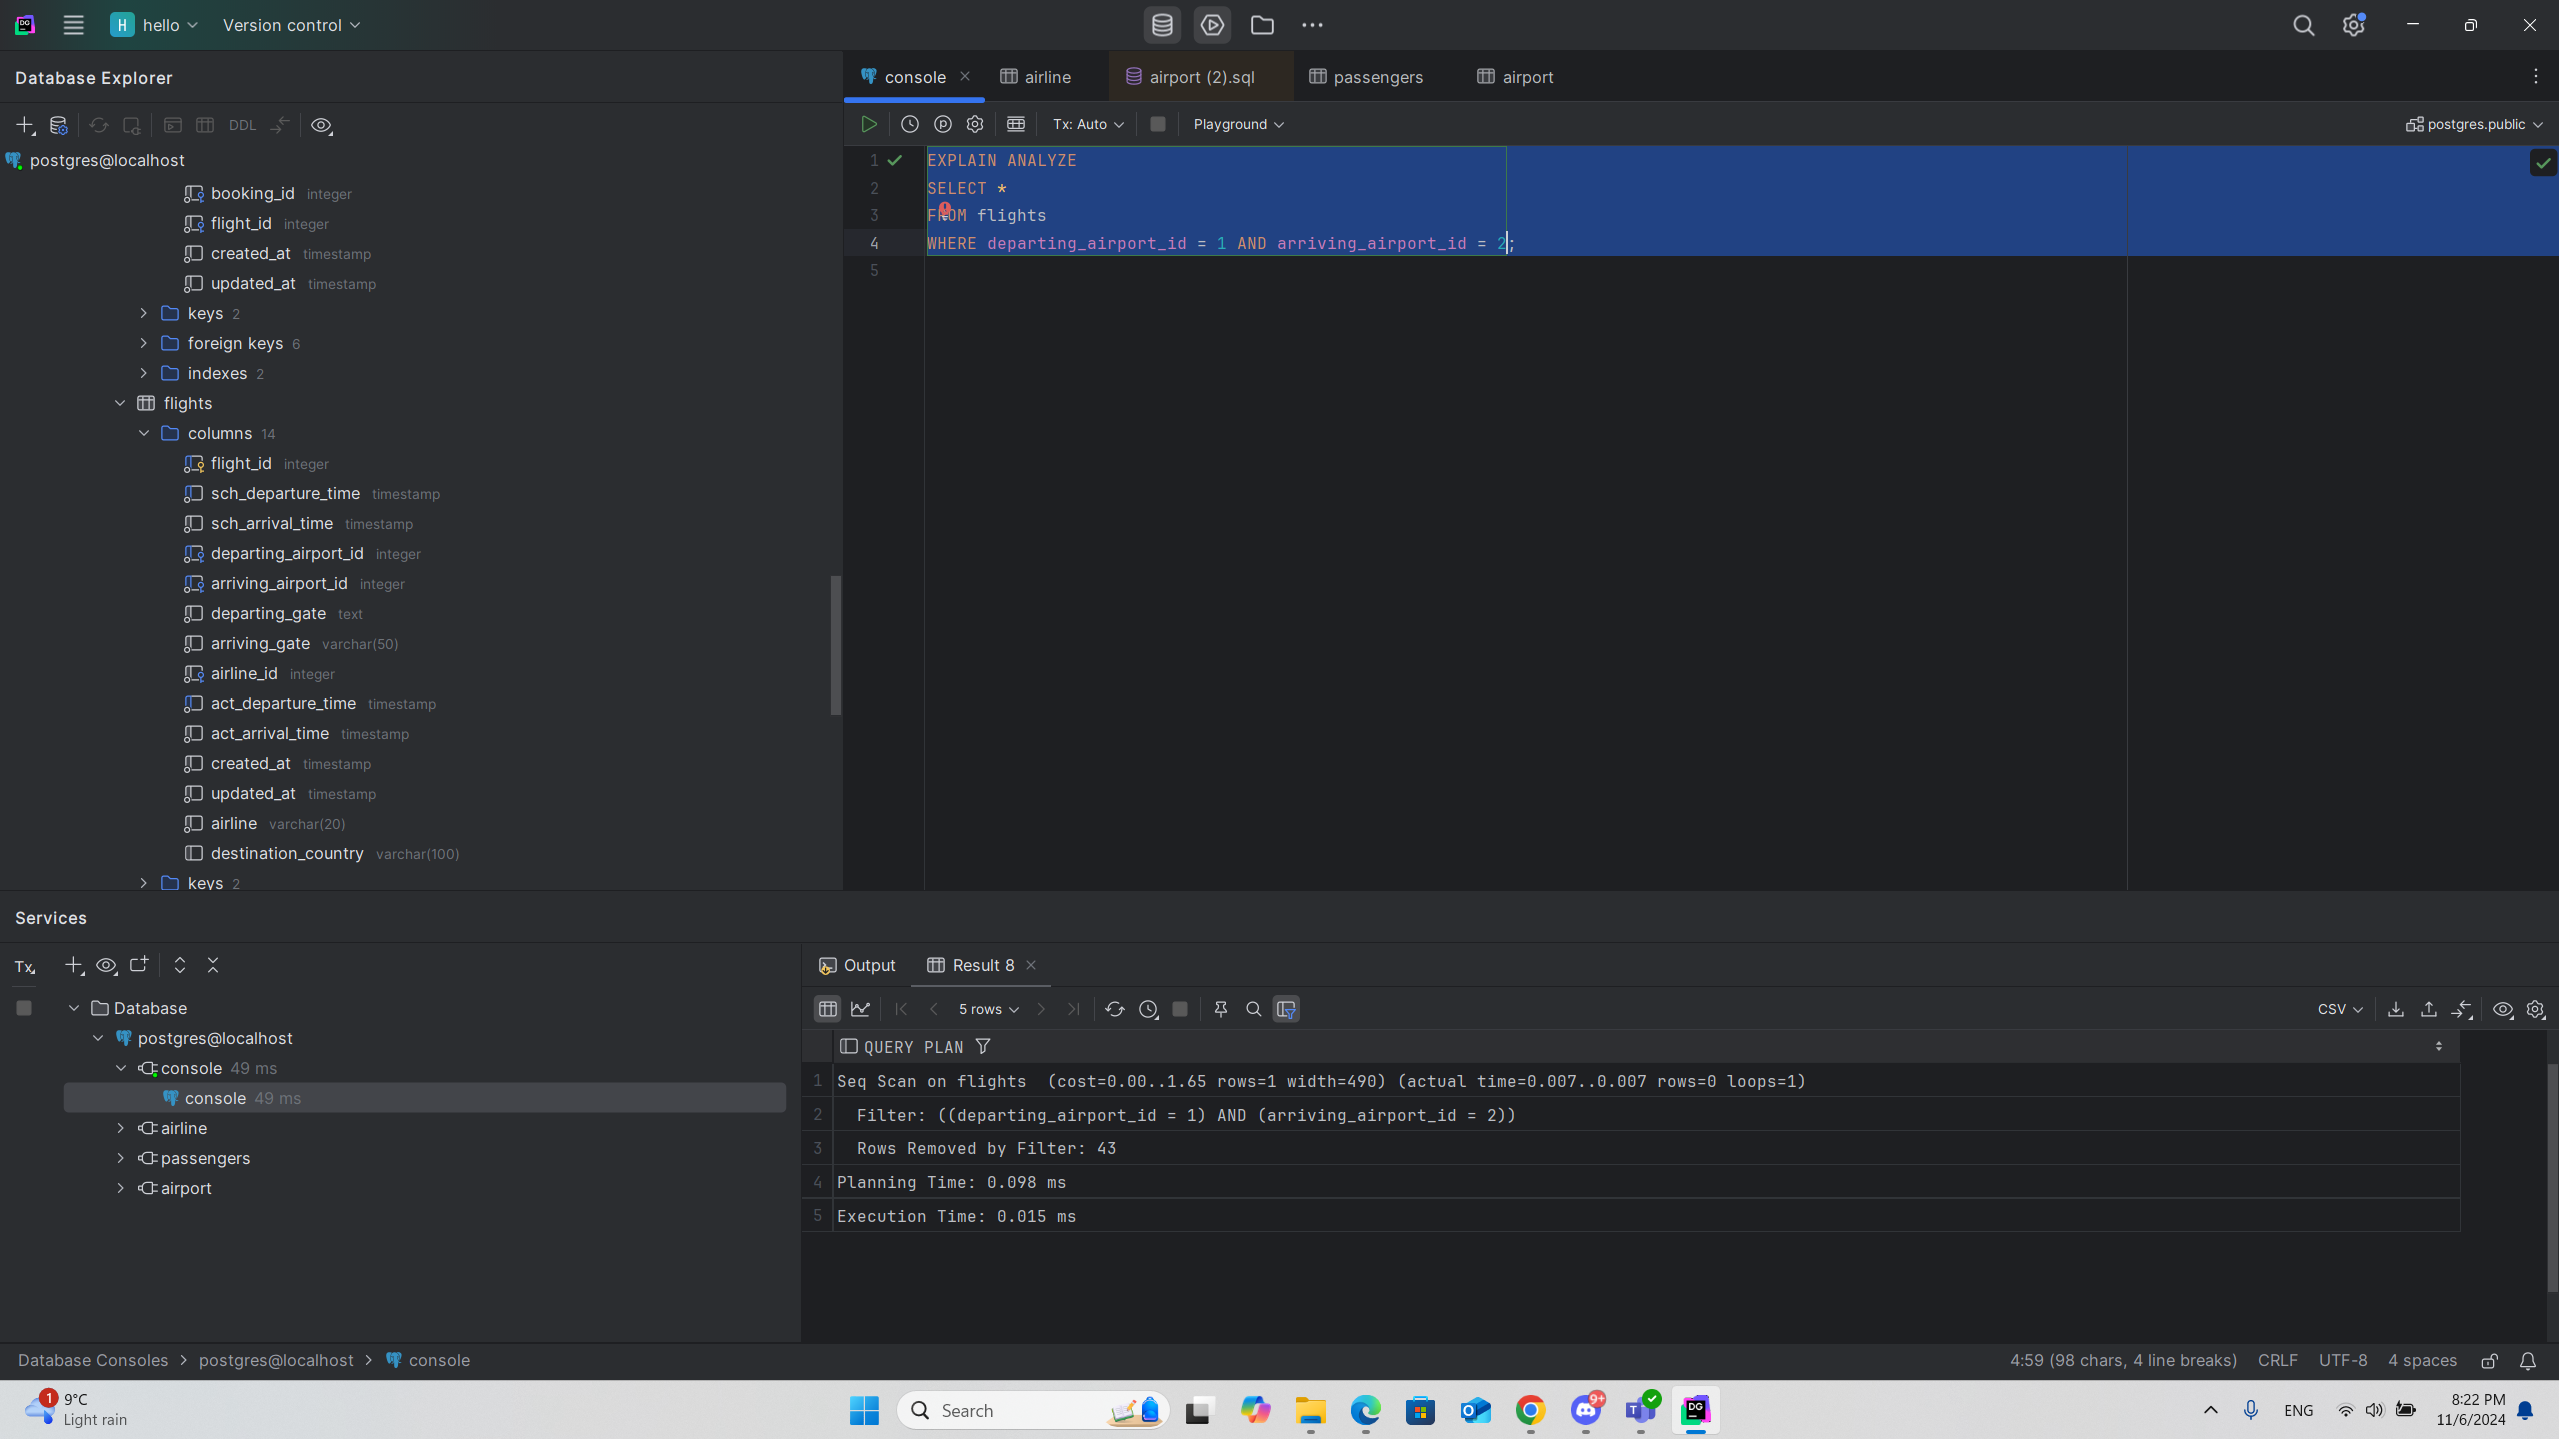 H hello Version control
Database Explorer
console
airline
airport (2).sql
passengers
airport
DDL
Tx: Auto
Playground
postgres.public
postgres@localhost
booking_id integer
flight_id integer
created_at timestamp
updated_at timestamp
keys 2
foreign keys 6
indexes 2
flights
columns 14
flight_id integer
sch_departure_time timestamp
sch_arrival_time timestamp
departing_airport_id integer
arriving_airport_id integer
departing_gate text
arriving_gate varchar(50)
airline_id integer
act_departure_time timestamp
act_arrival_time timestamp
created_at timestamp
updated_at timestamp
airline varchar(20)
destination_country varchar(100)
keys 2
1 EXPLAIN ANALYZE
2 SELECT *
3 FROM flights
4 WHERE departing_airport_id = 1 AND arriving_airport_id = 2;
5
Services
Tx
Database
postgres@localhost
console 49 ms
console 49 ms
airline
passengers
airport
Output
Result 8
5 rows
CSV
QUERY PLAN
1 Seq Scan on flights  (cost=0.00..1.65 rows=1 width=490) (actual time=0.007..0.007 rows=0 loops=1)
2 Filter: ((departing_airport_id = 1) AND (arriving_airport_id = 2))
3 Rows Removed by Filter: 43
4 Planning Time: 0.098 ms
5 Execution Time: 0.015 ms
Database Consoles > postgres@localhost > console
4:59 (98 chars, 4 line breaks) CRLF UTF-8 4 spaces
1
9°C
Light rain
Search
9+
DG
ENG
8:22 PM
11/6/2024